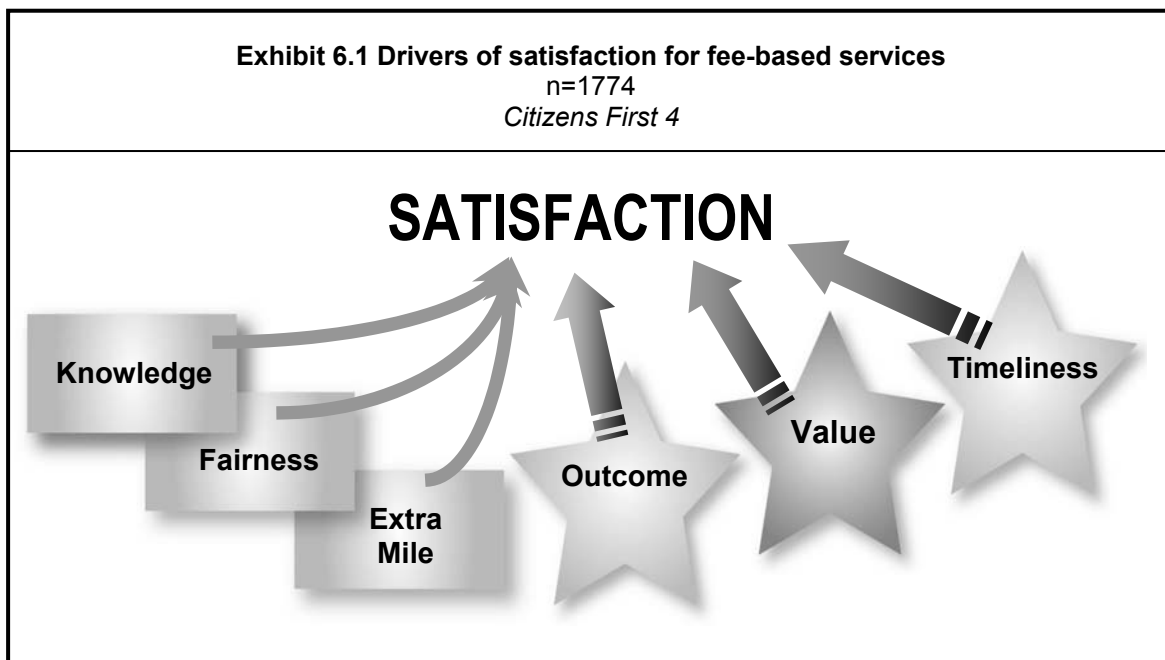 Exhibit 6.1 Drivers of satisfaction for fee-based services
n=1774
Citizens First 4
SATISFACTION
Knowledge
Fairness
Extra
Mile
Outcome
Value
Timeliness